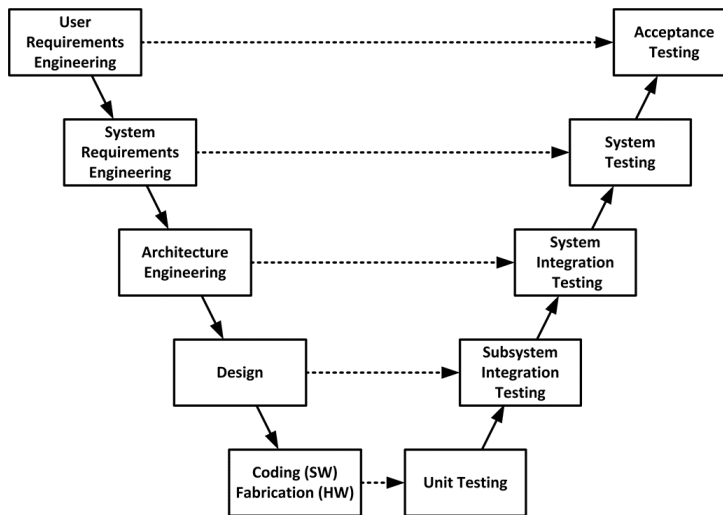 User
Requirements
Engineering
Acceptance
Testing
System
Requirements
Engineering
System
Testing
Architecture
Engineering
System
Integration
Testing
Design
Subsystem
Integration
Testing
Coding (SW)
Fabrication (HW)
Unit Testing